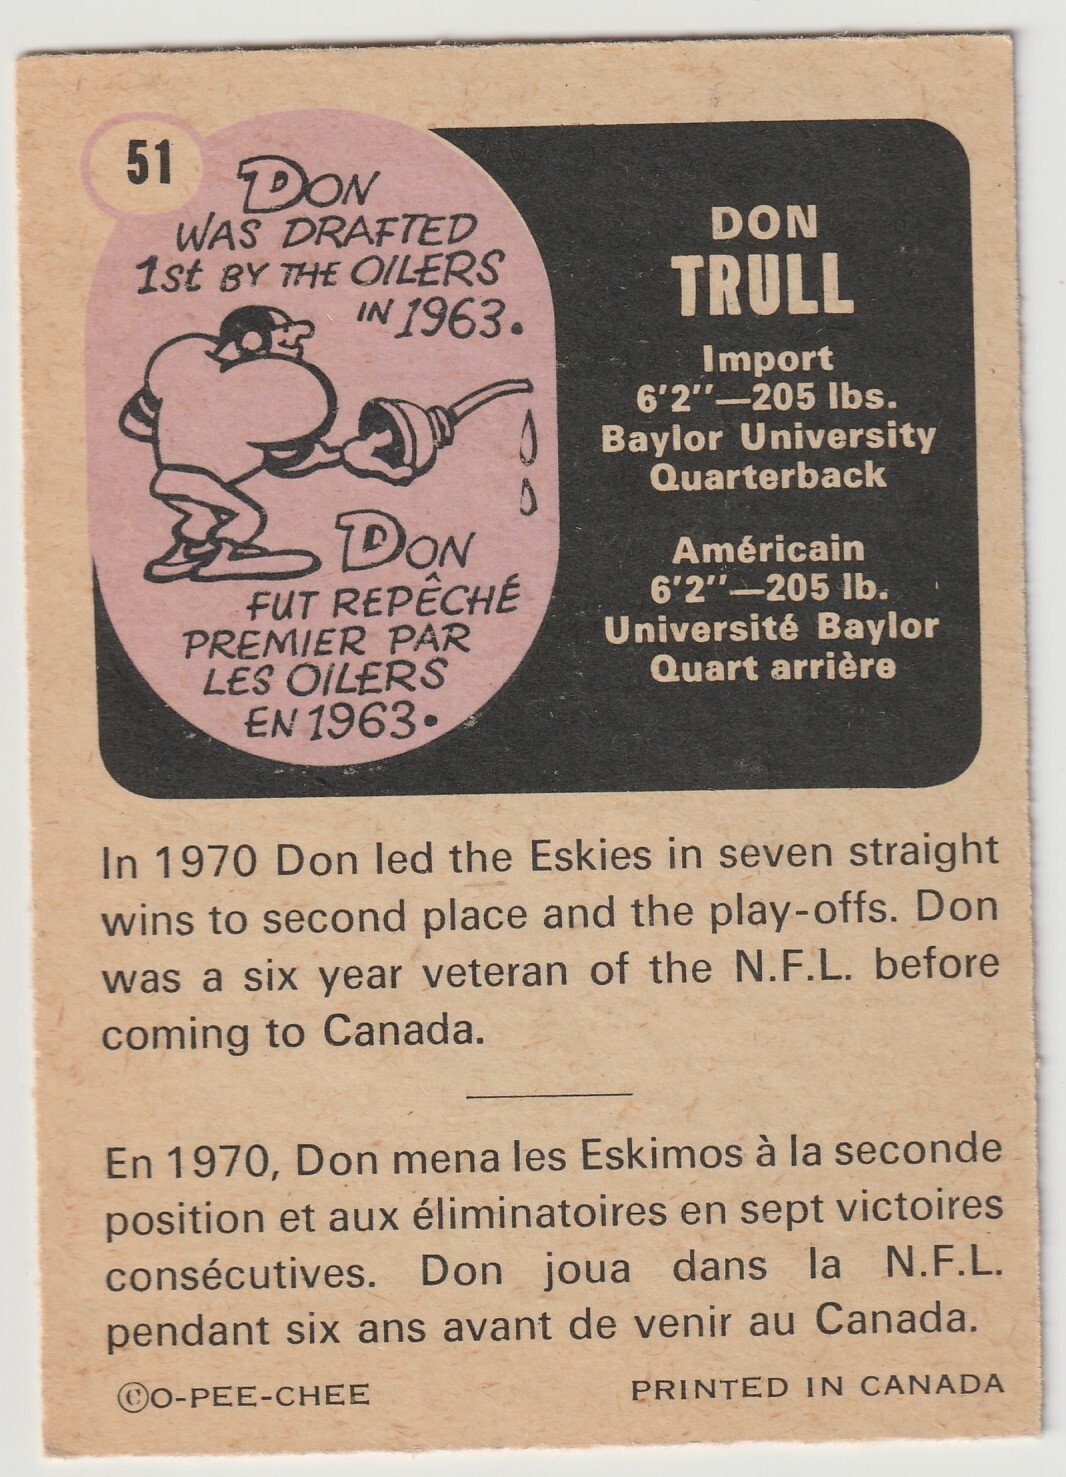 51
DON
WAS DRAFTED
1st BY THE OILERS
IN 1963.
DON
FUT REPÊCHÉ
PREMIER PAR
LES OILERS
EN 1963.
DON
TRULL
Import
6'2''—205 lbs.
Baylor University
Quarterback
Américain
6'2''—205 lb.
Université Baylor
Quart arrière
In 1970 Don led the Eskies in seven straight
wins to second place and the play-offs. Don
was a six year veteran of the N.F.L. before
coming to Canada.
En 1970, Don mena les Eskimos à la seconde
position et aux éliminatoires en sept victoires
consécutives. Don joua dans la N.F.L.
pendant six ans avant de venir au Canada.
©O-PEE-CHEE PRINTED IN CANADA